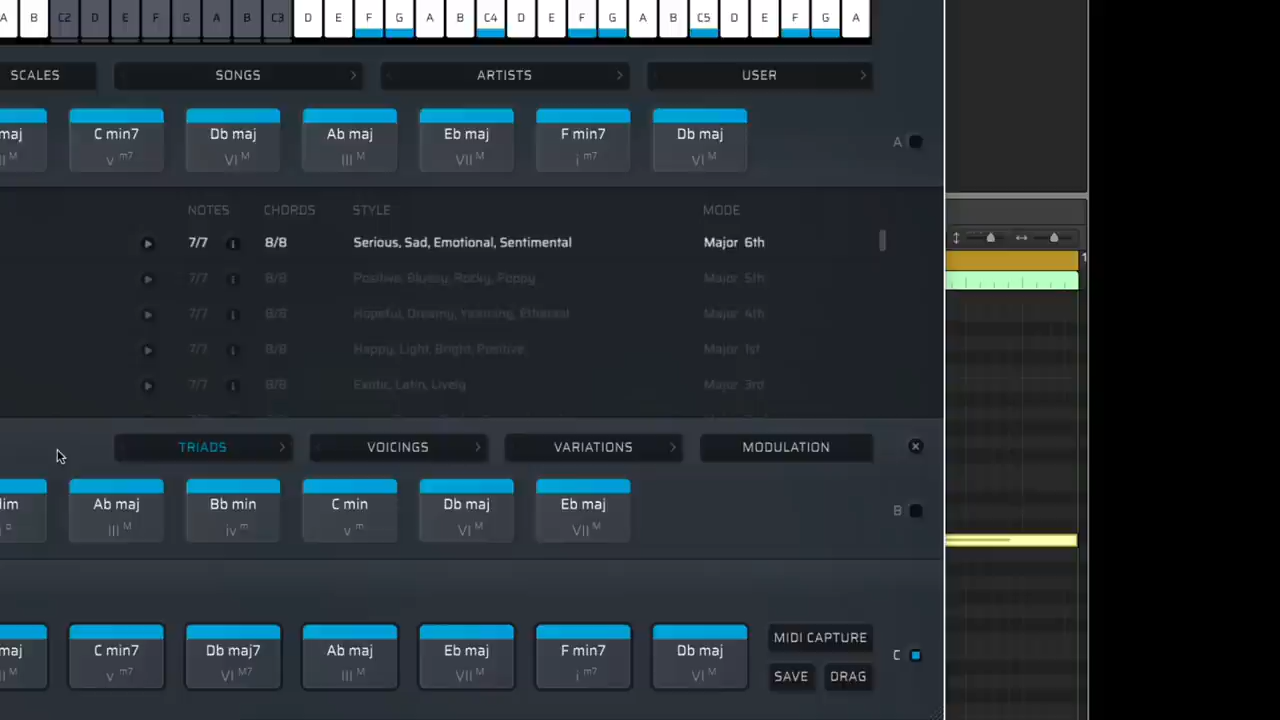 A B C2 D E F G A B C3 D E F G A B C4 D E F G A B C5 D E F G A
SCALES SONGS ARTISTS USER
maj C min7 Db maj Ab maj Eb maj F min7 Db maj A
M v m7 VI M III M VII M i m7 VI M
NOTES CHORDS STYLE MODE
7/7 i 8/8 Serious, Sad, Emotional, Sentimental Major 6th
7/7 i 8/8 Positive, Bluesy, Rocky, Poppy Major 5th
7/7 i 8/8 Hopeful, Dreamy, Yearning, Ethereal Major 4th
7/7 i 8/8 Happy, Light, Bright, Positive Major 1st
7/7 i 8/8 Exotic, Latin, Lively Major 3rd
1
TRIADS VOICINGS VARIATIONS MODULATION
dim Ab maj Bb min C min Db maj Eb maj B
III M iv m v m VI M VII M
maj C min7 Db maj7 Ab maj Eb maj F min7 Db maj MIDI CAPTURE C
M v m7 VI M7 III M VII M i m7 VI M SAVE DRAG